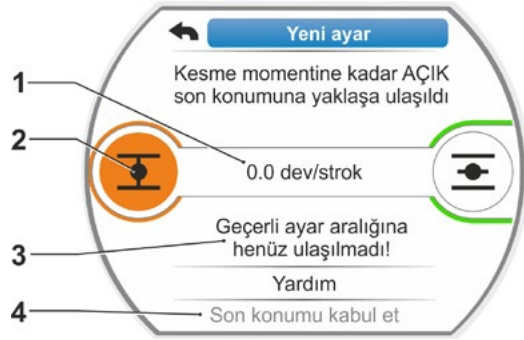 Yeni ayar
Kesme momentine kadar AÇIK
son konumuna yaklaşa ulaşıldı
1
2
0.0 dev/strok
Geçerli ayar aralığına
3
henüz ulaşılmadı!
Yardım
4
Son konumu kabul et